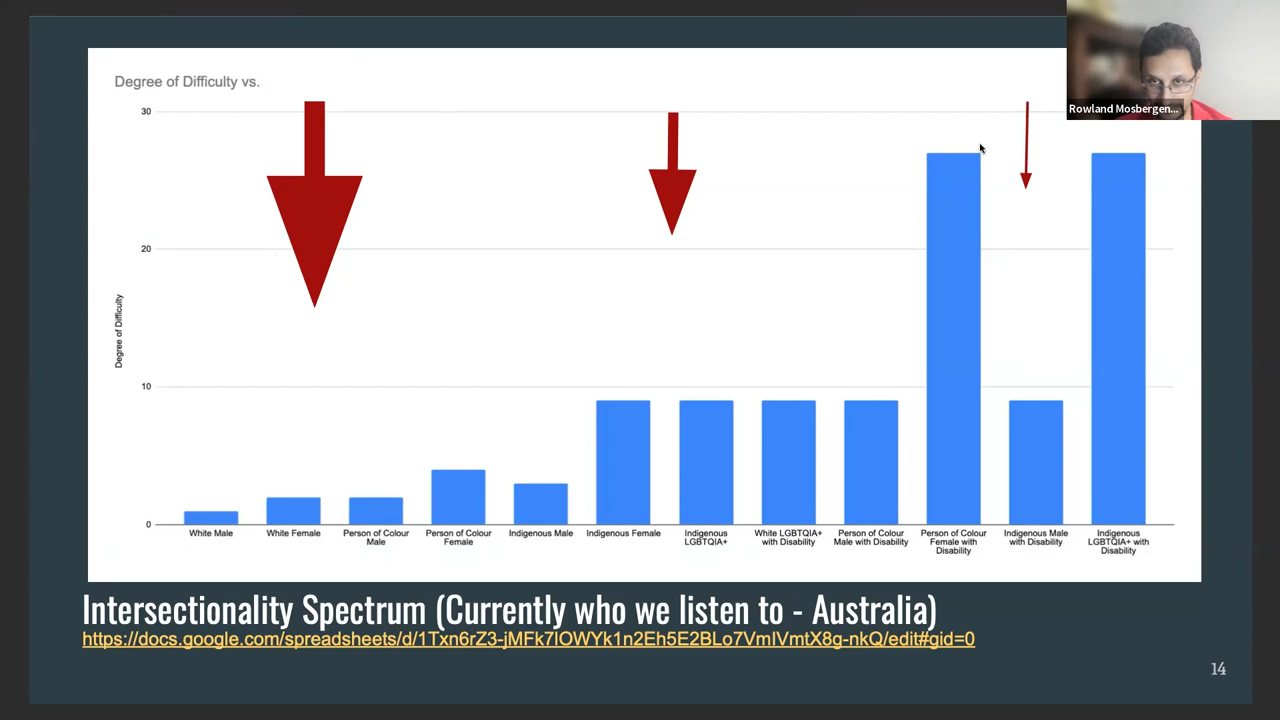 Degree of Difficulty vs.
Rowland Mosbergen...
30
20
10
0
Degree of Difficulty
White Male
White Female
Person of Colour
Male
Person of Colour
Female
Indigenous Male
Indigenous Female
Indigenous
LGBTQIA+
White LGBTQIA+
with Disability
Person of Colour
Male with Disability
Person of Colour
Female with
Disability
Indigenous Male
with Disability
Indigenous
LGBTQIA+ with
Disability
Intersectionality Spectrum (Currently who we listen to - Australia)
https://docs.google.com/spreadsheets/d/1Txn6rZ3-jMFk7lOWYk1n2Eh5E2BLo7VmIVmtX8g-nkQ/edit#gid=0
14